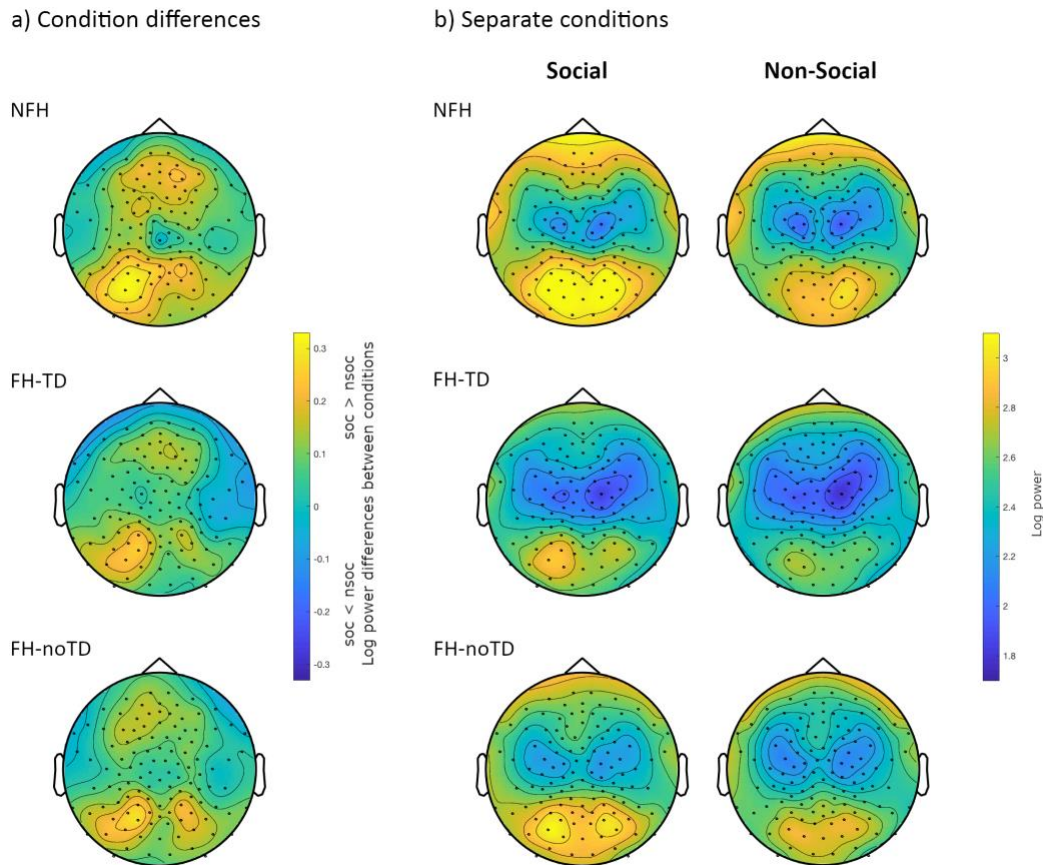 a) Condition differences
b) Separate conditions
Social
Non-Social
NFH
NFH
FH-TD
FH-TD
FH-noTD
FH-noTD
0.3
0.2
0.1
0
-0.1
-0.2
-0.3
soc < nsoc soc > nsoc
Log power differences between conditions
3
2.8
2.6
2.4
2.2
2
1.8
Log power